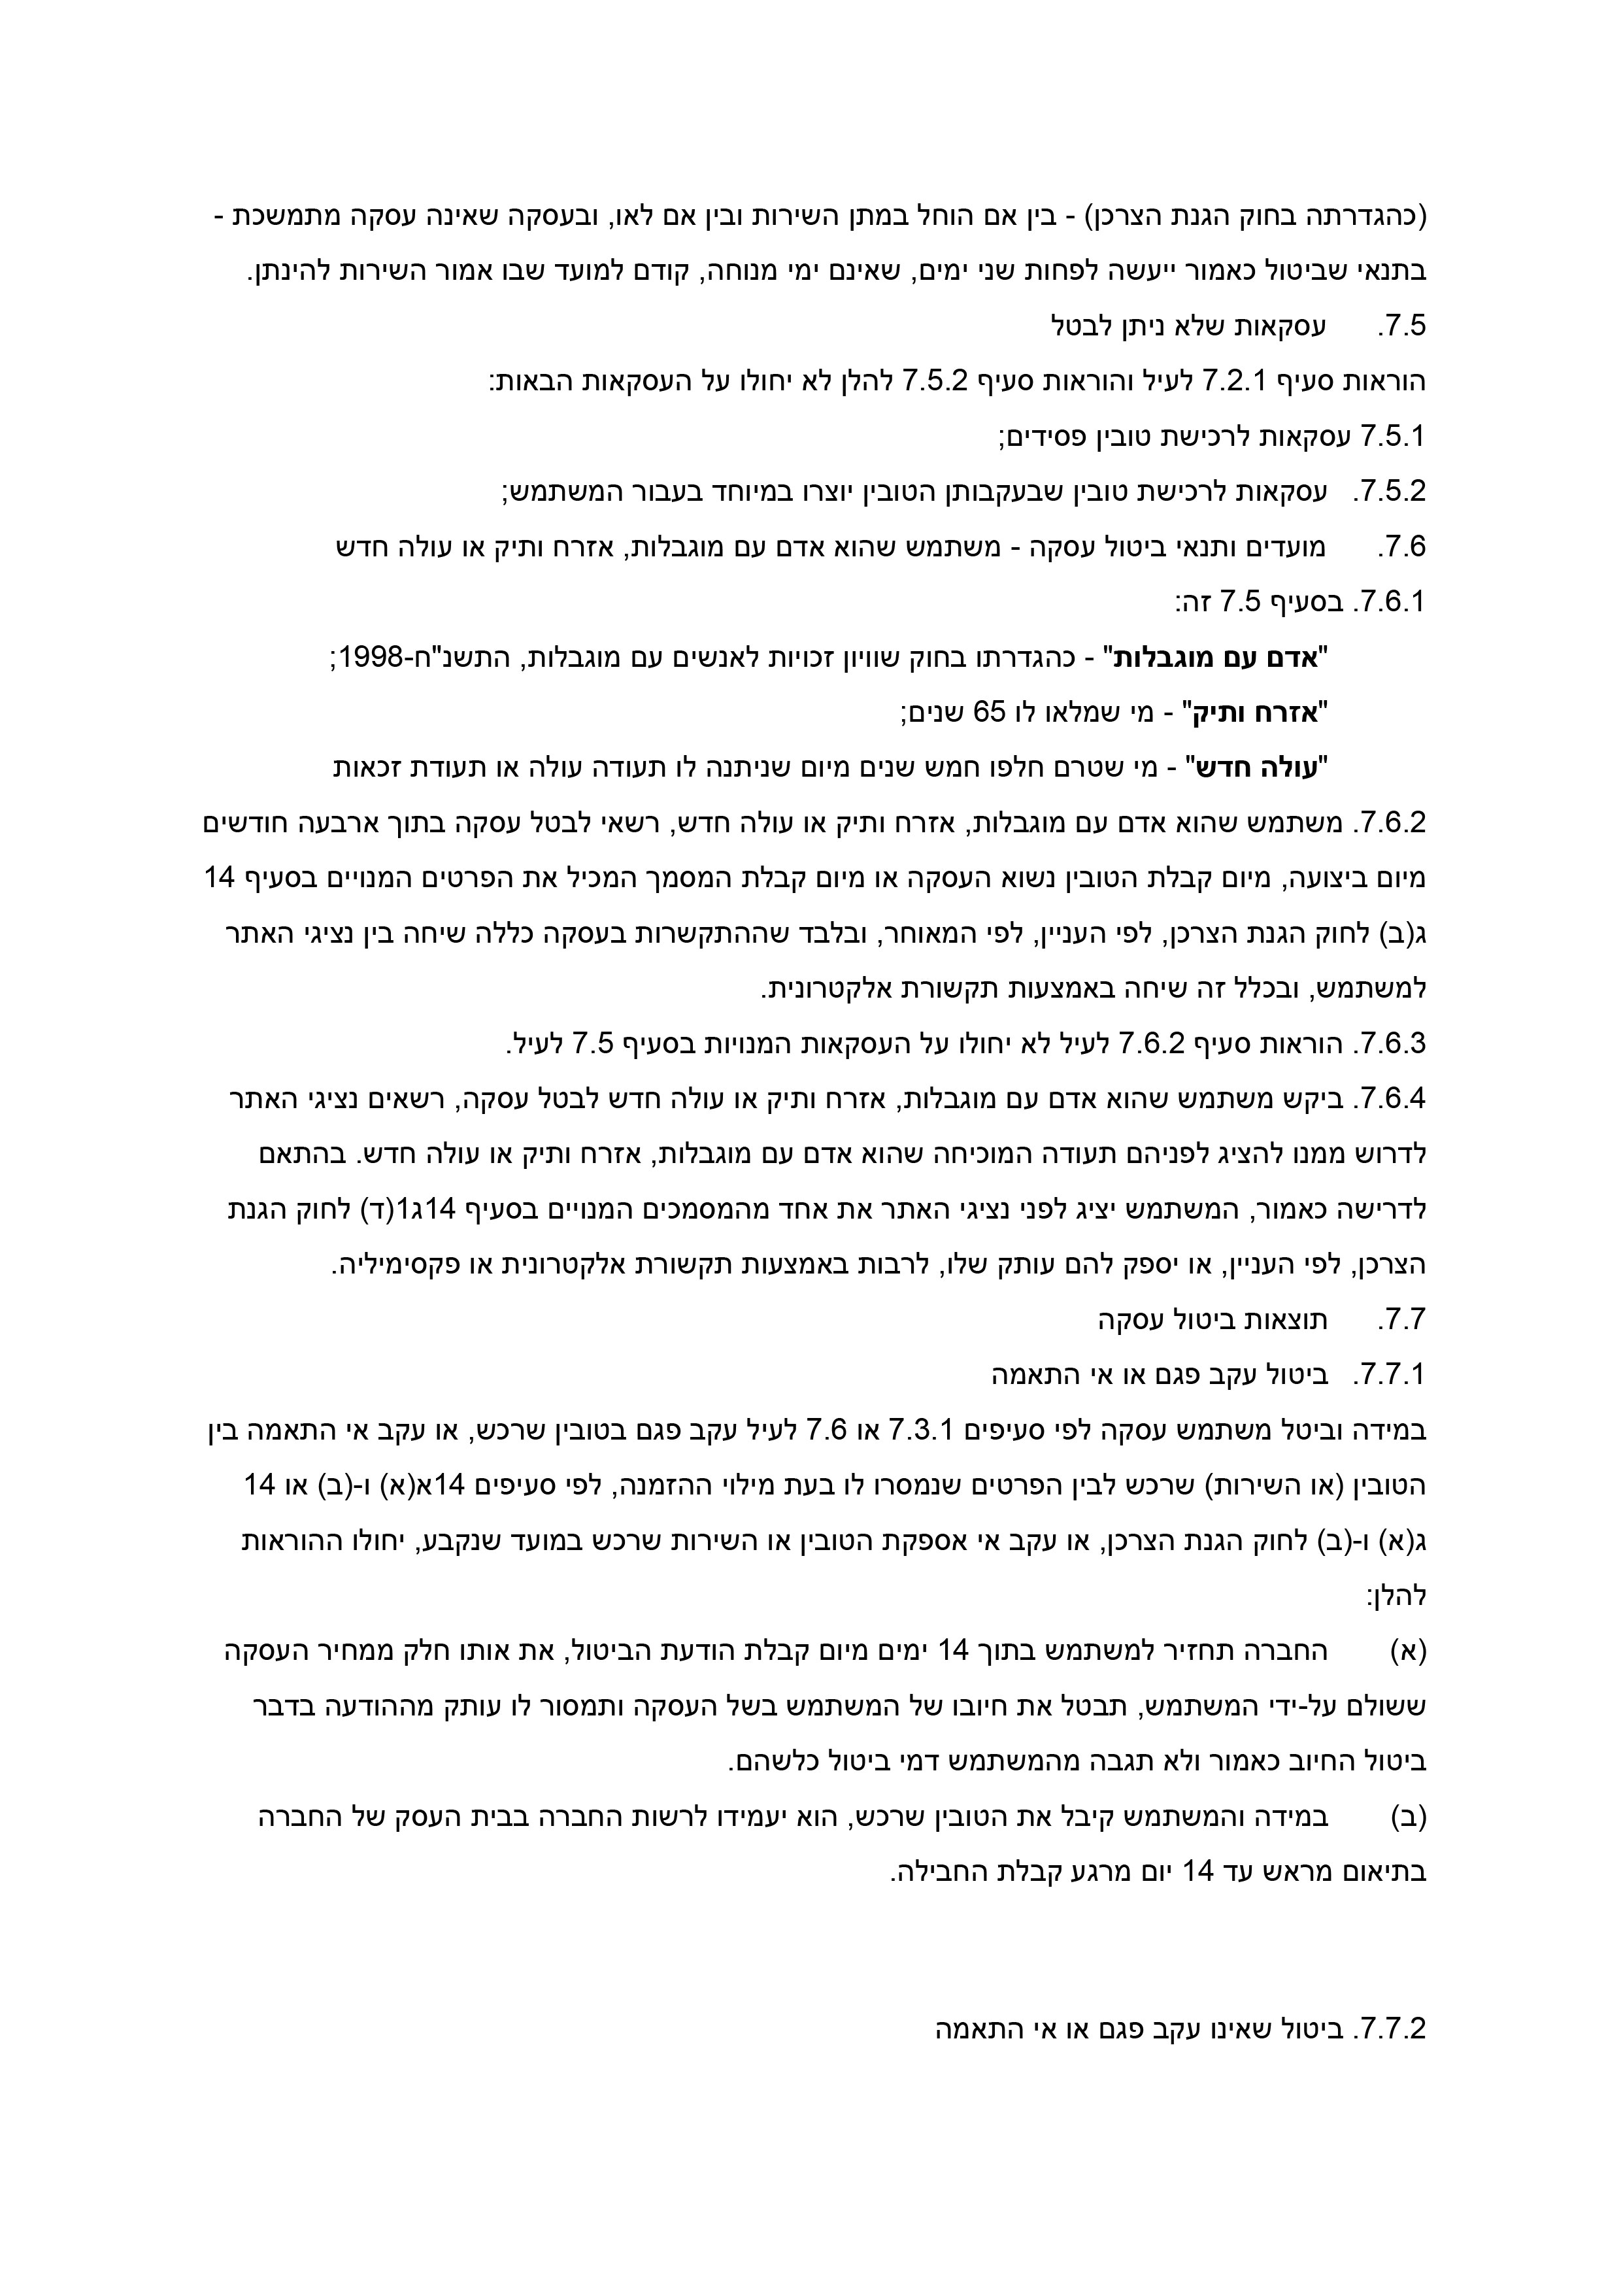 (כהגדרתה בחוק הגנת הצרכן) - בין אם הוחל במתן השירות ובין אם לאו, ובעסקה שאינה עסקה מתמשכת -
בתנאי שביטול כאמור ייעשה לפחות שני ימים, שאינם ימי מנוחה, קודם למועד שבו אמור השירות להינתן.
7.5. עסקאות שלא ניתן לבטל
הוראות סעיף 7.2.1 לעיל והוראות סעיף 7.5.2 להלן לא יחולו על העסקאות הבאות:
7.5.1 עסקאות לרכישת טובין פסידים;
7.5.2. עסקאות לרכישת טובין שבעקבותן הטובין יוצרו במיוחד בעבור המשתמש;
7.6. מועדים ותנאי ביטול עסקה - משתמש שהוא אדם עם מוגבלות, אזרח ותיק או עולה חדש
7.6.1. בסעיף 7.5 זה:
"אדם עם מוגבלות" - כהגדרתו בחוק שוויון זכויות לאנשים עם מוגבלות, התשנ"ח-1998;
"אזרח ותיק" - מי שמלאו לו 65 שנים;
"עולה חדש" - מי שטרם חלפו חמש שנים מיום שניתנה לו תעודה עולה או תעודת זכאות
7.6.2. משתמש שהוא אדם עם מוגבלות, אזרח ותיק או עולה חדש, רשאי לבטל עסקה בתוך ארבעה חודשים
מיום ביצועה, מיום קבלת הטובין נשוא העסקה או מיום קבלת המסמך המכיל את הפרטים המנויים בסעיף 14
ג(ב) לחוק הגנת הצרכן, לפי העניין, לפי המאוחר, ובלבד שההתקשרות בעסקה כללה שיחה בין נציגי האתר
למשתמש, ובכלל זה שיחה באמצעות תקשורת אלקטרונית.
7.6.3. הוראות סעיף 7.6.2 לעיל לא יחולו על העסקאות המנויות בסעיף 7.5 לעיל.
7.6.4. ביקש משתמש שהוא אדם עם מוגבלות, אזרח ותיק או עולה חדש לבטל עסקה, רשאים נציגי האתר
לדרוש ממנו להציג לפניהם תעודה המוכיחה שהוא אדם עם מוגבלות, אזרח ותיק או עולה חדש. בהתאם
לדרישה כאמור, המשתמש יציג לפני נציגי האתר את אחד מהמסמכים המנויים בסעיף 14ג1(ד) לחוק הגנת
הצרכן, לפי העניין, או יספק להם עותק שלו, לרבות באמצעות תקשורת אלקטרונית או פקסימיליה.
7.7. תוצאות ביטול עסקה
7.7.1. ביטול עקב פגם או אי התאמה
במידה וביטל משתמש עסקה לפי סעיפים 7.3.1 או 7.6 לעיל עקב פגם בטובין שרכש, או עקב אי התאמה בין
הטובין (או השירות) שרכש לבין הפרטים שנמסרו לו בעת מילוי ההזמנה, לפי סעיפים 14א(א) ו-(ב) או 14
ג(א) ו-(ב) לחוק הגנת הצרכן, או עקב אי אספקת הטובין או השירות שרכש במועד שנקבע, יחולו ההוראות
להלן:
(א) החברה תחזיר למשתמש בתוך 14 ימים מיום קבלת הודעת הביטול, את אותו חלק ממחיר העסקה
ששולם על-ידי המשתמש, תבטל את חיובו של המשתמש בשל העסקה ותמסור לו עותק מההודעה בדבר
ביטול החיוב כאמור ולא תגבה מהמשתמש דמי ביטול כלשהם.
(ב) במידה והמשתמש קיבל את הטובין שרכש, הוא יעמידו לרשות החברה בבית העסק של החברה
בתיאום מראש עד 14 יום מרגע קבלת החבילה.
7.7.2. ביטול שאינו עקב פגם או אי התאמה